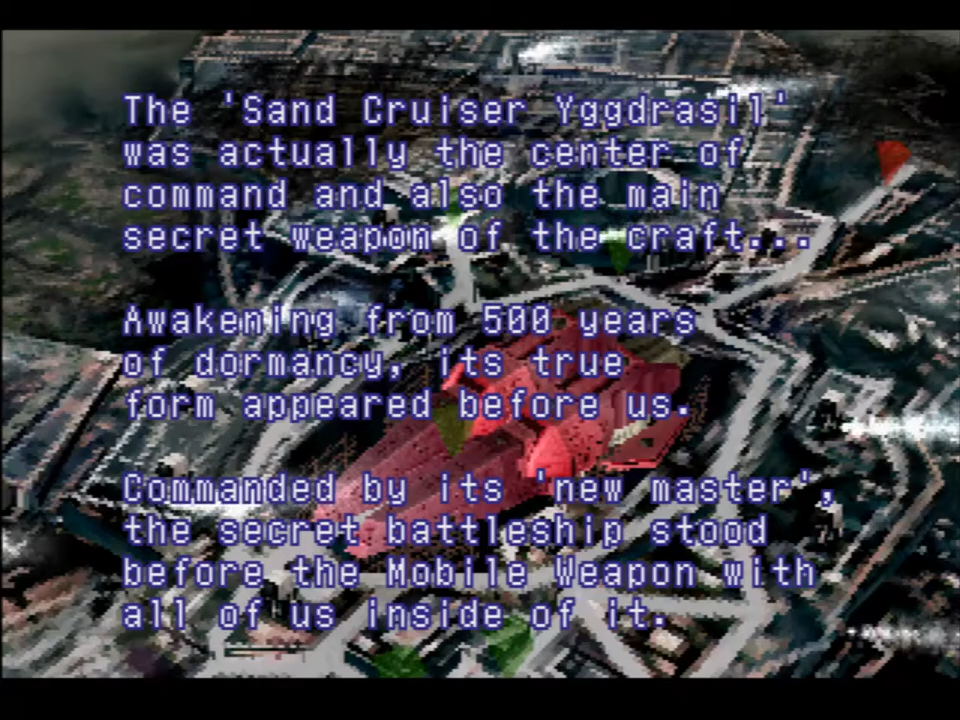 The 'Sand Cruiser Yggdrasil'
was actually the center of
command and also the main
secret weapon of the craft...
Awakening from 500 years
of dormancy, its true
form appeared before us.
Commanded by its 'new master',
the secret battleship stood
before the Mobile Weapon with
all of us inside of it.